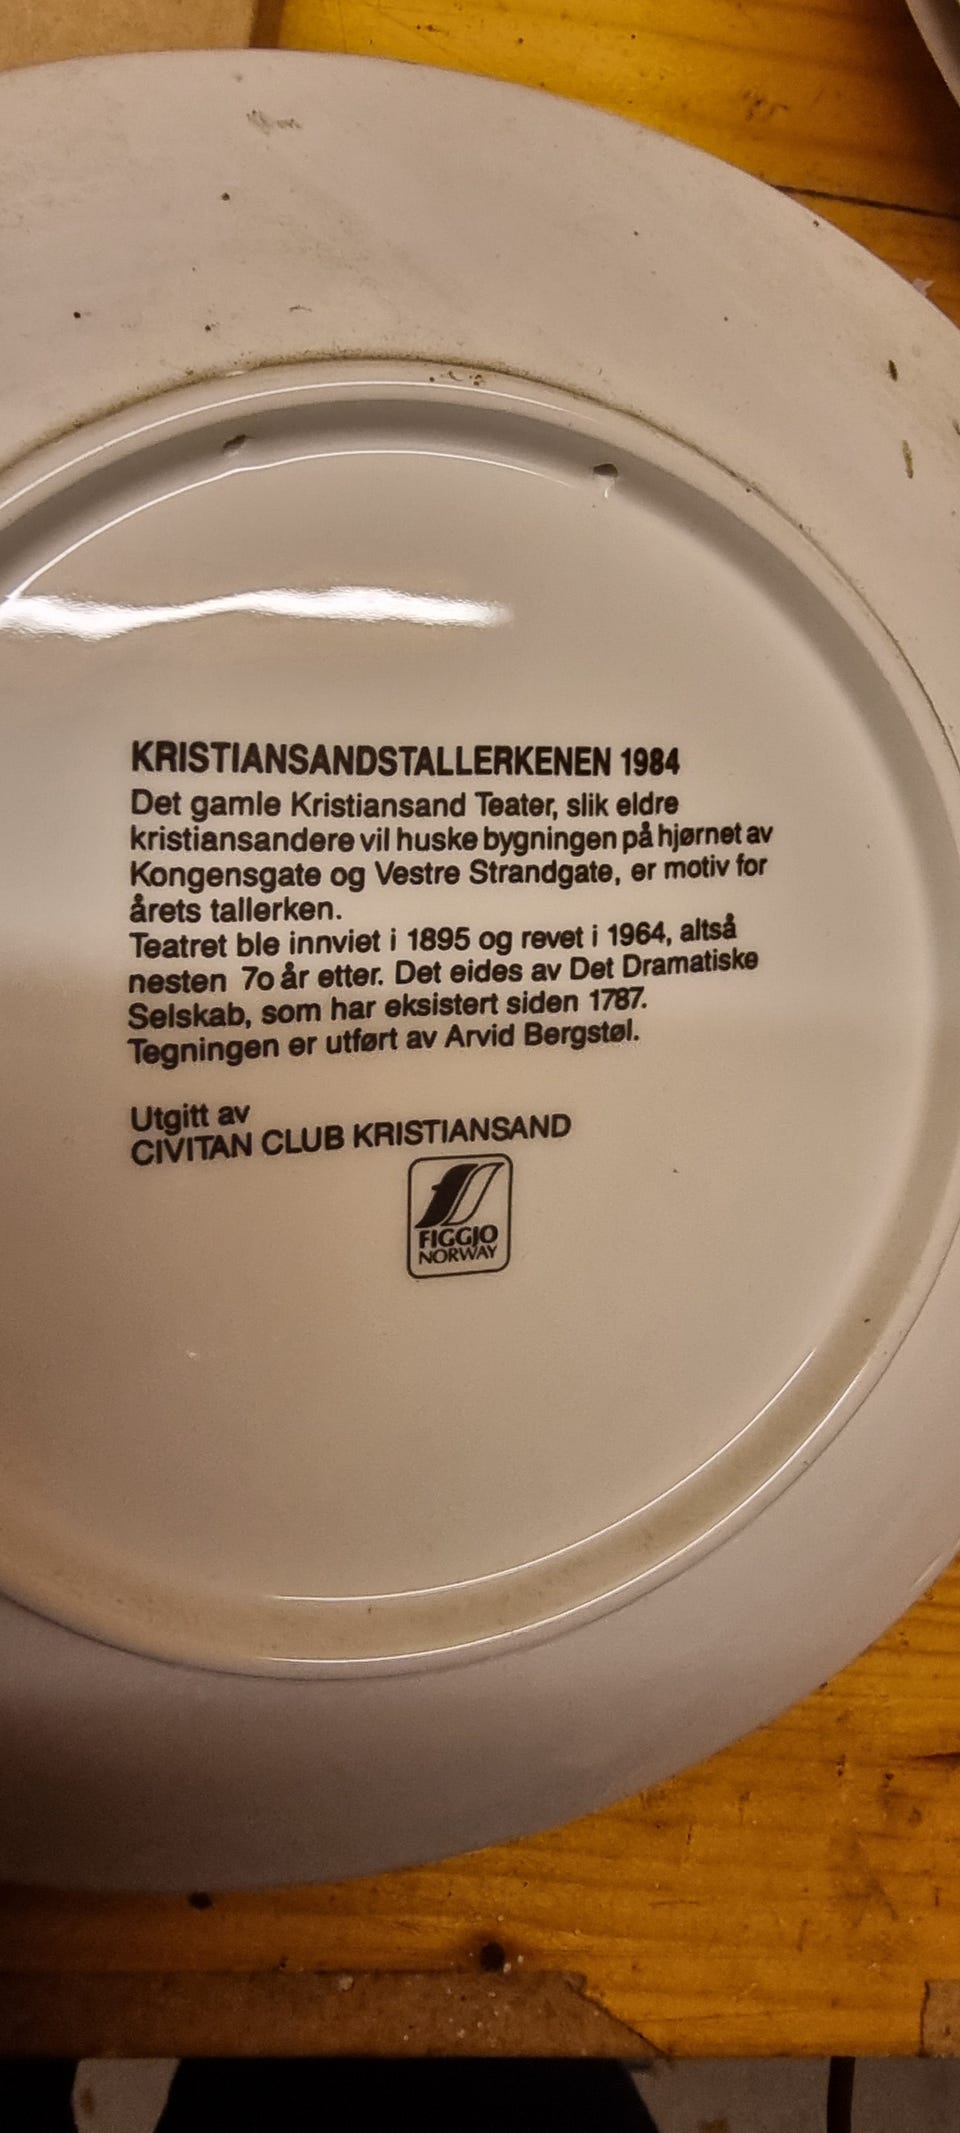 KRISTIANSANDSTALLERKENEN 1984
Det gamle Kristiansand Teater, slik eldre
kristiansandere vil huske bygningen på hjørnet av
Kongensgate og Vestre Strandgate, er motiv for
årets tallerken.
Teatret ble innviet i 1895 og revet i 1964, altså
nesten 7o år etter. Det eides av Det Dramatiske
Selskab, som har eksistert siden 1787.
Tegningen er utført av Arvid Bergstøl.
Utgitt av
CIVITAN CLUB KRISTIANSAND
FIGGJO
NORWAY